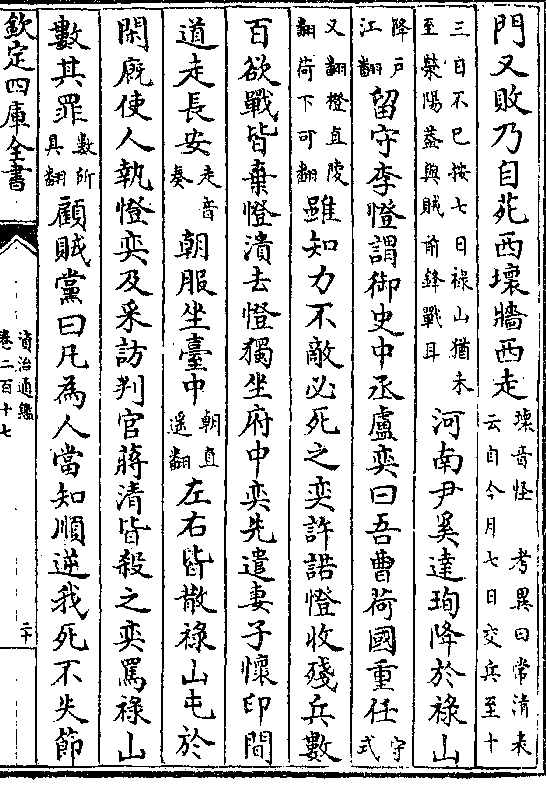 門又敗乃自苑西壞牆西走壞音怪 考異曰常清表云自今月七日交兵至十
三日不已按七日祿山猶未至滎陽蓋與賊前鋒戰耳河南尹奚達珣降於祿山
降戶江翻留守李憕謂御史中丞盧奕曰吾曹荷國重任守式
又翻憕直陵翻荷下可翻雖知力不敵必死之奕許諾憕收殘兵數
百欲戰皆棄憕潰去憕獨坐府中奕先遣妻子懷印間
道走長安走音奏朝服坐臺中朝直遥翻左右皆散祿山屯於
閑廐使人執憕奕及采訪判官蔣清皆殺之奕罵祿山
數其罪數所具翻顧賊黨曰凡為人當知順逆我死不失節
欽定四庫全書
資治通鑑
卷二百十七
二十